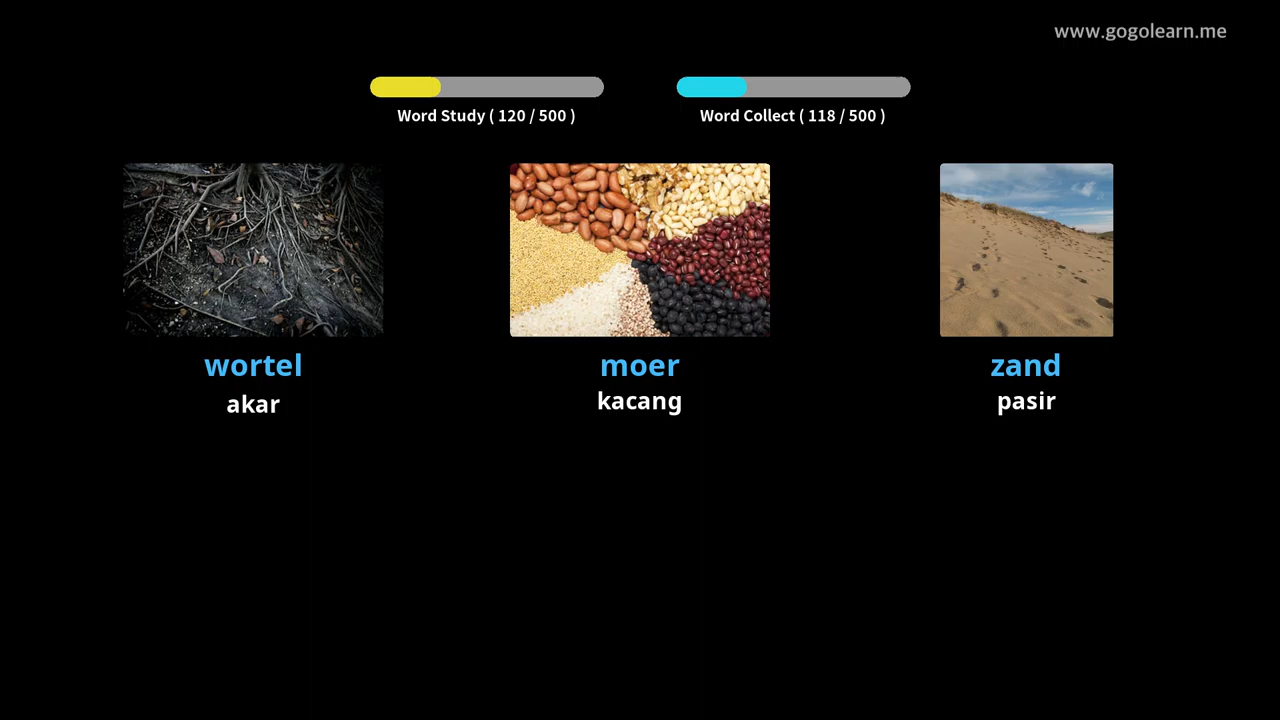 www.gogolearn.me
Word Study ( 120 / 500 )
Word Collect ( 118 / 500 )
wortel
akar
moer
kacang
zand
pasir